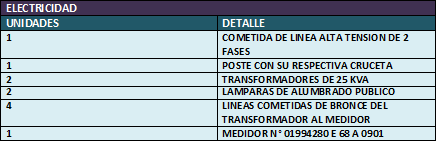 ELECTRICIDAD
UNIDADES DETALLE
1 COMETIDA DE LINEA ALTA TENSION DE 2
FASES
1 POSTE CON SU RESPECTIVA CRUCETA
2 TRANSFORMADORES DE 25 KVA
2 LAMPARAS DE ALUMBRADO PUBLICO
4 LINEAS COMETIDAS DE BRONCE DEL
TRANSFORMADOR AL MEDIDOR
1 MEDIDOR N° 01994280 E 68 A 0901